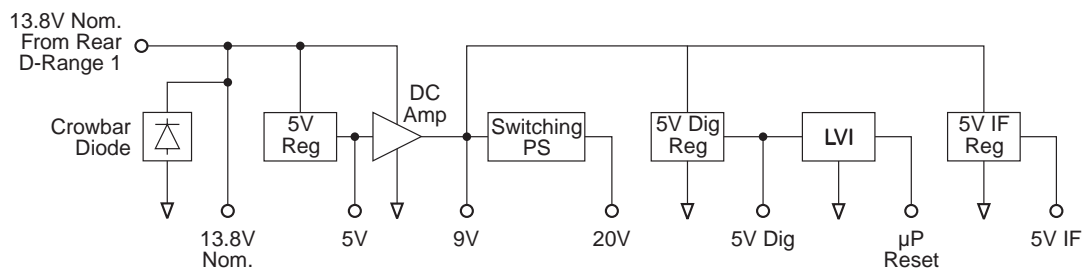 13.8V Nom.
From Rear
D-Range 1
Crowbar
Diode
5V
Reg
DC
Amp
Switching
PS
5V Dig
Reg
LVI
5V IF
Reg
13.8V
Nom.
5V
9V
20V
5V Dig
µP
Reset
5V IF